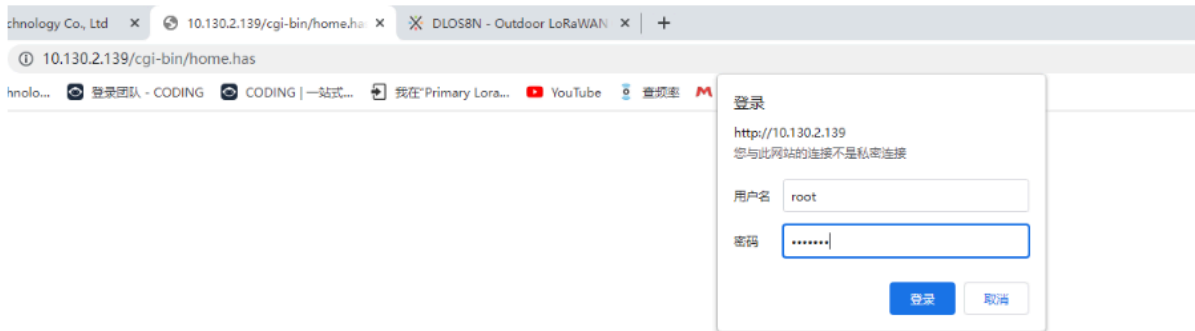 chnology Co., Ltd
10.130.2.139/cgi-bin/home.ha
DLOS8N - Outdoor LoRaWAN
10.130.2.139/cgi-bin/home.has
hnolo...
登录团队 - CODING
CODING | 一站式...
我在"Primary Lora...
YouTube
查频率
登录
http://10.130.2.139
您与此网站的连接不是私密连接
用户名 root
密码 •••••••
登录 取消